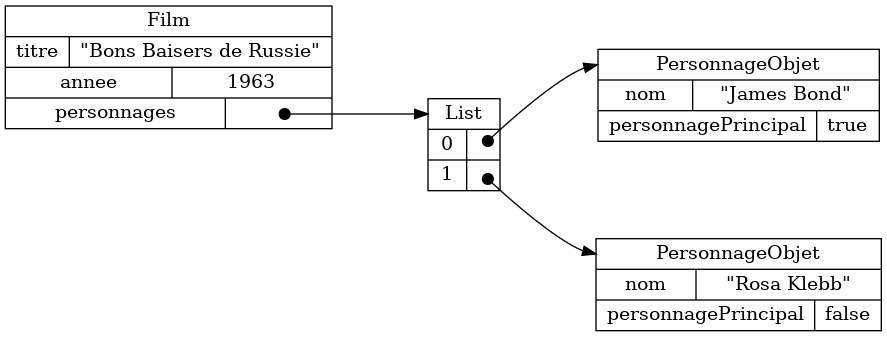 Film
titre "Bons Baisers de Russie"
annee 1963
personnages
List
0
1
PersonnageObjet
nom "James Bond"
personnagePrincipal true
PersonnageObjet
nom "Rosa Klebb"
personnagePrincipal false